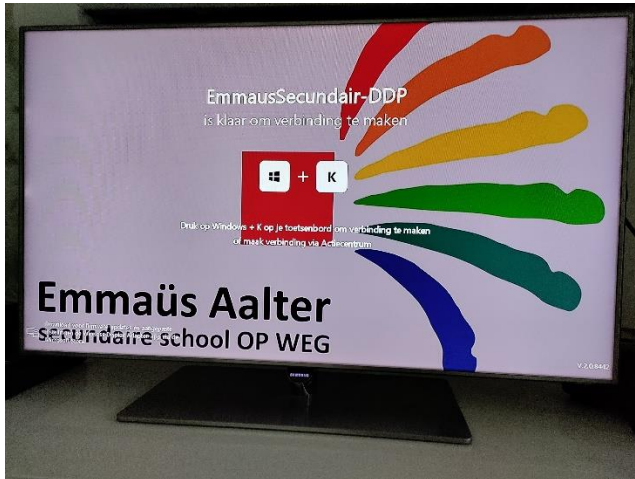 EmmausSecundair-DDP
is klaar om verbinding te maken
+ K
Druk op Windows + K op je toetsenbord om verbinding te maken
of maak verbinding via Actiecentrum
Emmaüs Aalter
secundaire school OP WEG
SAMSUNG